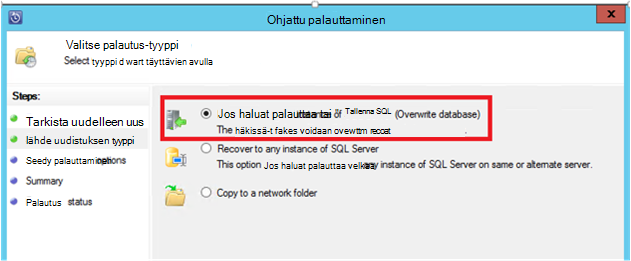 Ohjattu palauttaminen
x
Valitse palautus-tyyppi
Select tyyppi d wart täyttävien avulla
Steps:
Tarkista uudelleen uus
lähde uudistuksen tyyppi
Seedy palauttaminen options
Summary
Palautus status
Jos haluat palauttaa tai of Tallenna SQL (Overwrite database)
The häkissä-t fakes voidaan ovewttm reccat .
Recover to any instance of SQL Server
This option Jos haluat palauttaa any instance of SQL Server on same or alternate server.
Copy to a network folder